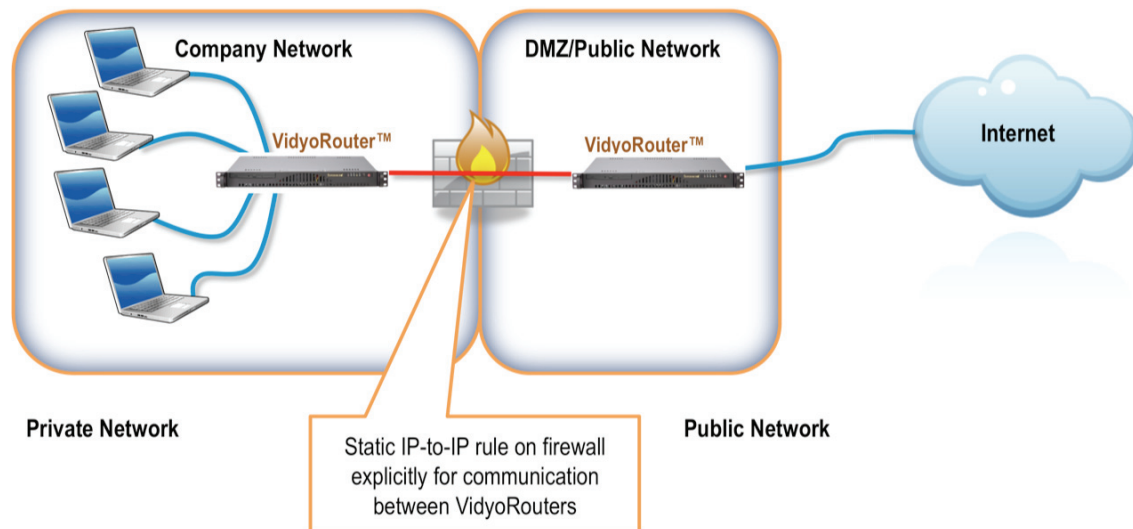 Company Network
DMZ/Public Network
VidyoRouter™
VidyoRouter™
Internet
Private Network
Public Network
Static IP-to-IP rule on firewall
explicitly for communication
between VidyoRouters